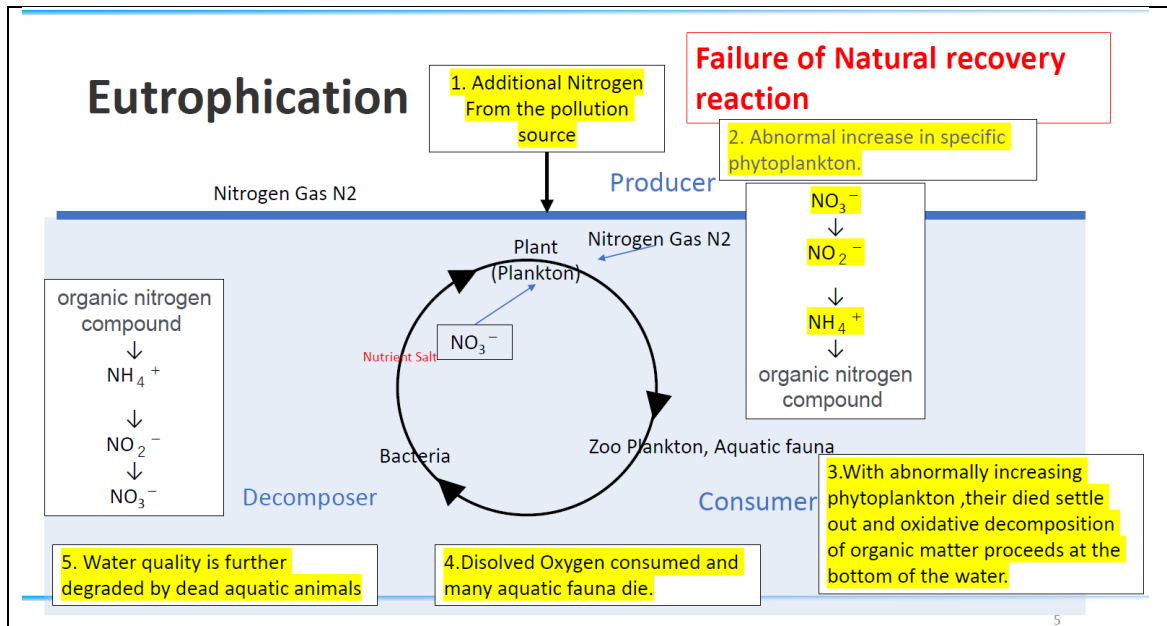 Eutrophication
1. Additional Nitrogen
From the pollution
source
Failure of Natural recovery
reaction
2. Abnormal increase in specific
phytoplankton.
Producer
Nitrogen Gas N2
NO₃⁻
↓
NO₂⁻
↓
NH₄⁺
↓
organic nitrogen
compound
Nitrogen Gas N2
Plant
(Plankton)
NO₃⁻
Nutrient Salt
organic nitrogen
compound
↓
NH₄⁺
↓
NO₂⁻
↓
NO₃⁻
Bacteria
Zoo Plankton, Aquatic fauna
Decomposer
Consumer
3.With abnormally increasing
phytoplankton ,their died settle
out and oxidative decomposition
of organic matter proceeds at the
bottom of the water.
4.Disolved Oxygen consumed and
many aquatic fauna die.
5. Water quality is further
degraded by dead aquatic animals
5